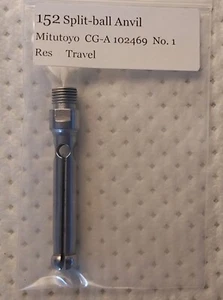 152 Split-ball Anvil
Mitutoyo CG-A 102469 No. 1
Res Travel